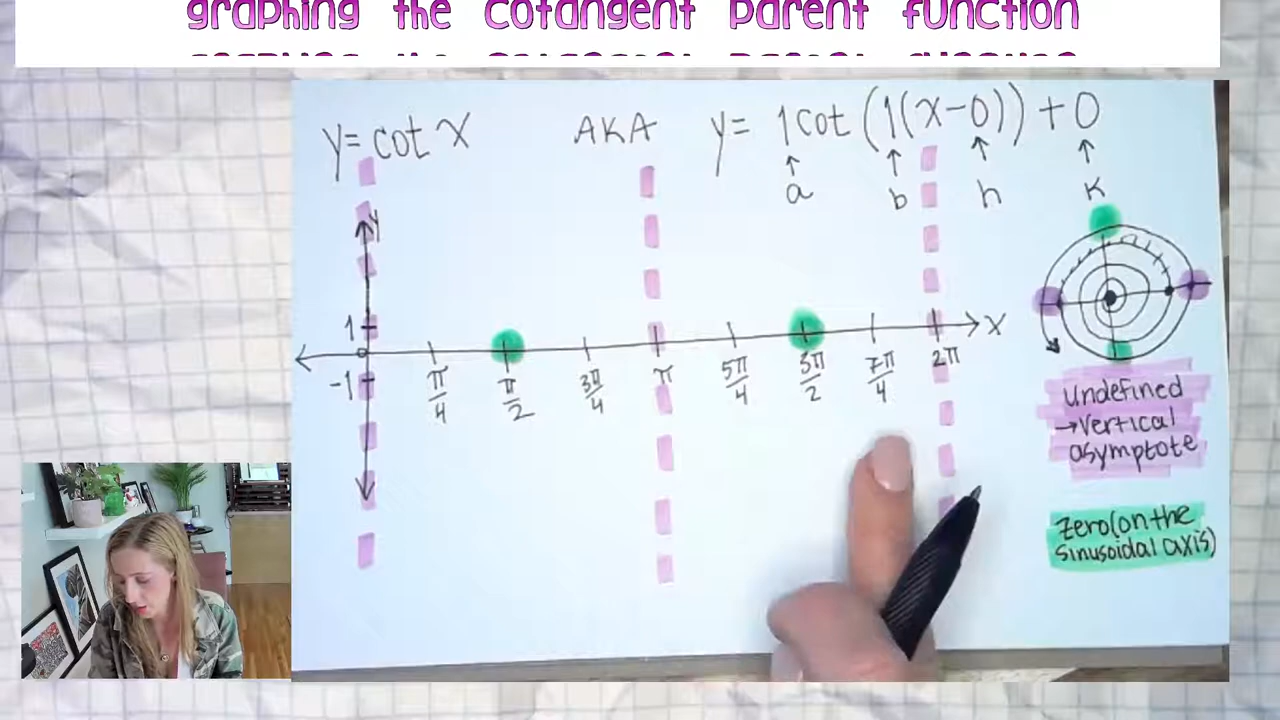 graphing the cotangent parent function
y= cot x AKA y= 1cot (1(x-0)) + 0
a b h k
y
1
-1
x
π/4 π/2 3π/4 π 5π/4 3π/2 7π/4 2π
undefined
→vertical
asymptote
zero(on the
sinusoidal axis)